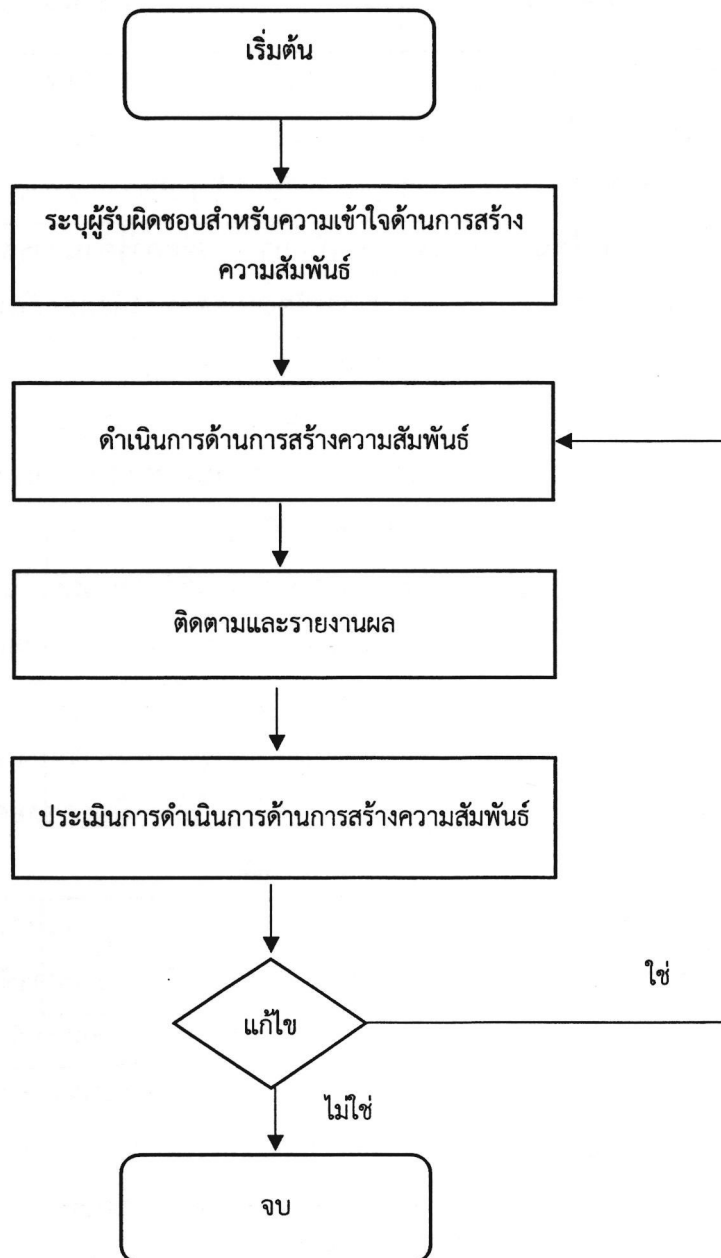 เริ่มต้น
ระบุผู้รับผิดชอบสำหรับความเข้าใจด้านการสร้าง
ความสัมพันธ์
ดำเนินการด้านการสร้างความสัมพันธ์
ติดตามและรายงานผล
ประเมินการดำเนินการด้านการสร้างความสัมพันธ์
ใช่
แก้ไข
ไม่ใช่
จบ